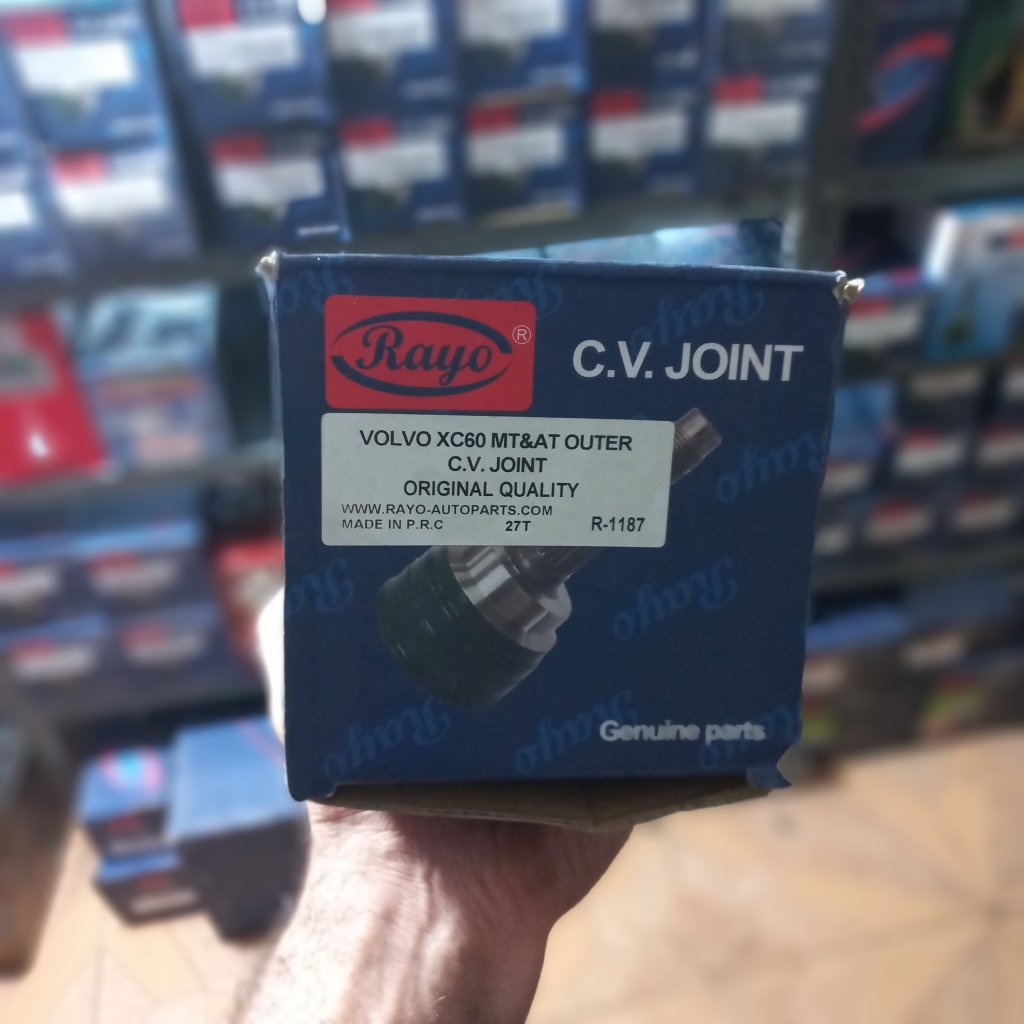 Rayo ®
C.V. JOINT
VOLVO XC60 MT&AT OUTER
C.V. JOINT
ORIGINAL QUALITY
WWW.RAYO-AUTOPARTS.COM
MADE IN P.R.C 27T R-1187
Genuine parts